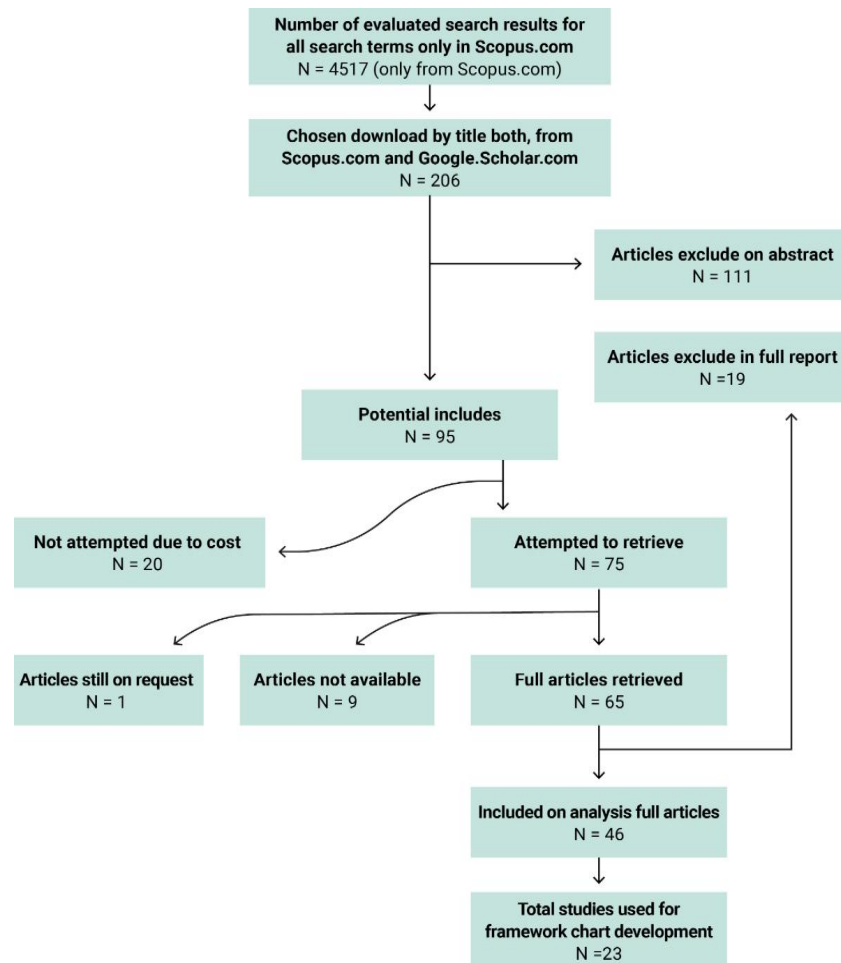 Number of evaluated search results for
all search terms only in Scopus.com
N = 4517 (only from Scopus.com)
Chosen download by title both, from
Scopus.com and Google.Scholar.com
N = 206
Articles exclude on abstract
N = 111
Articles exclude in full report
N =19
Potential includes
N = 95
Not attempted due to cost
N = 20
Attempted to retrieve
N = 75
Articles still on request
N = 1
Articles not available
N = 9
Full articles retrieved
N = 65
Included on analysis full articles
N = 46
Total studies used for
framework chart development
N =23